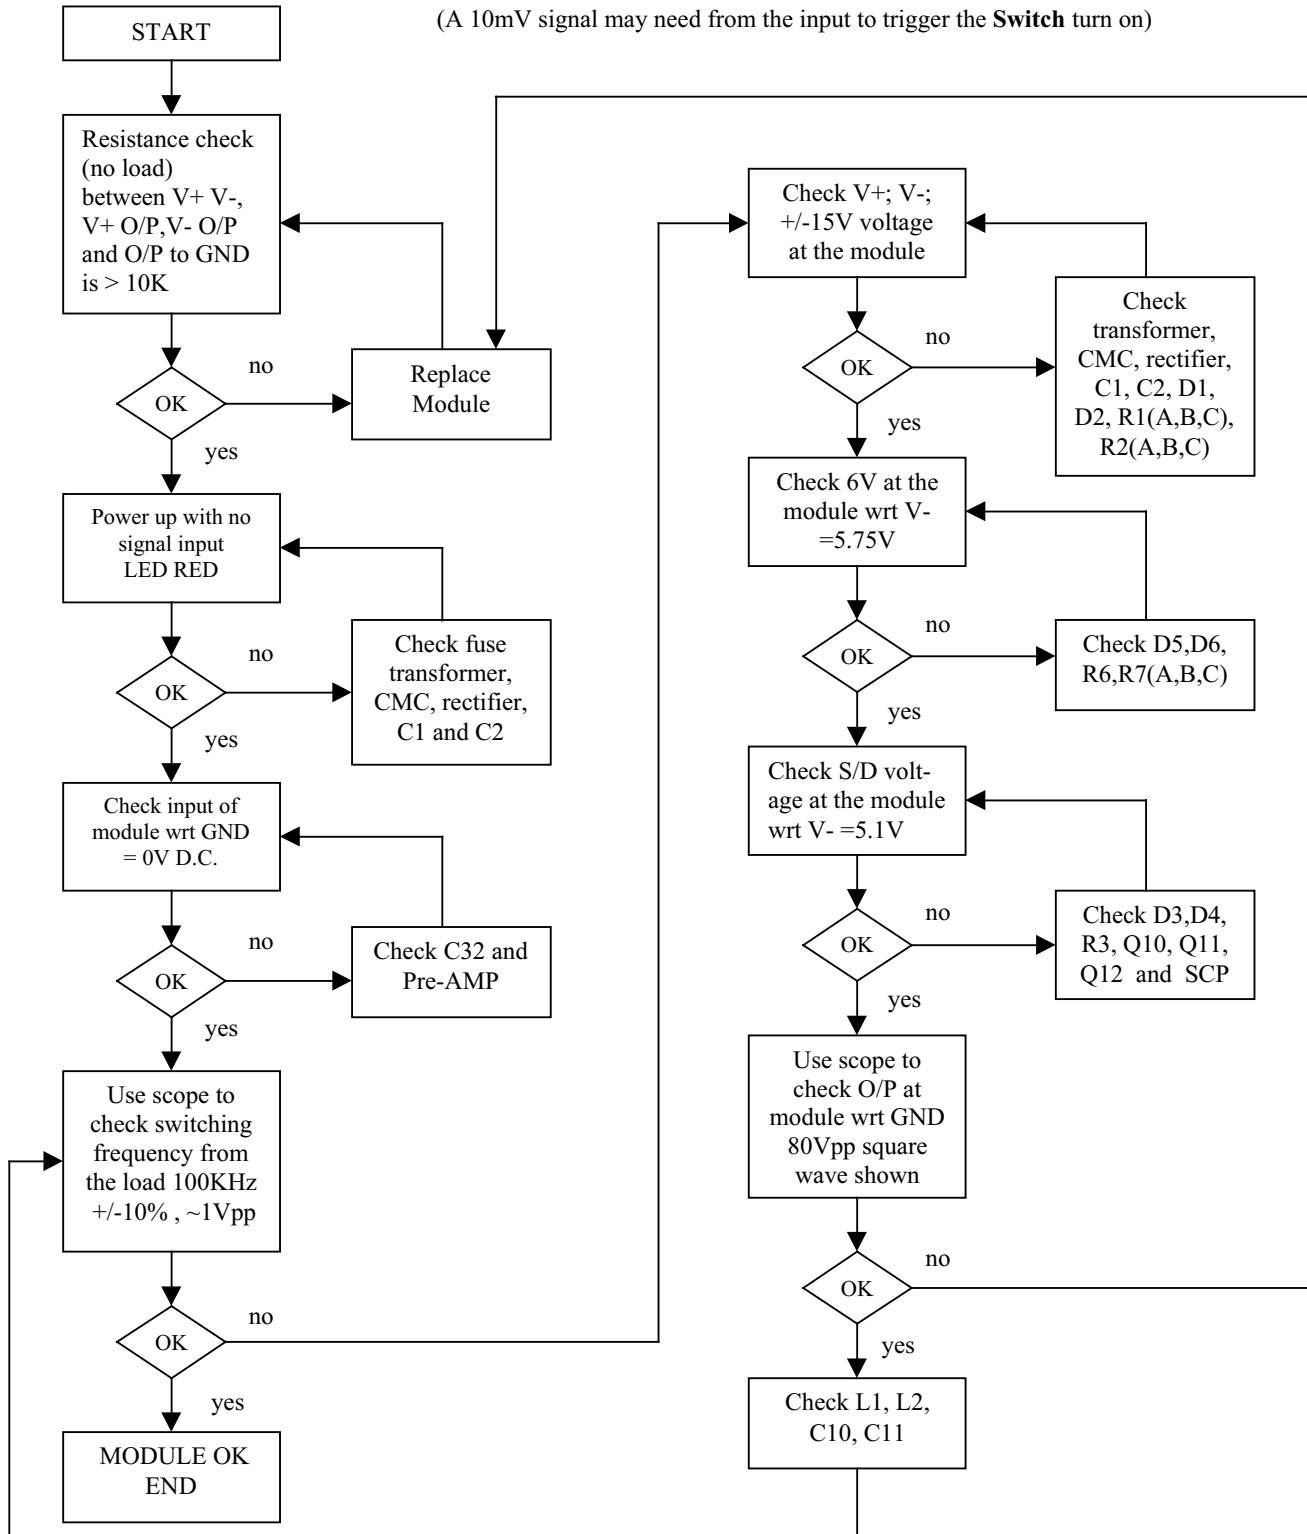 (A 10mV signal may need from the input to trigger the Switch turn on)
START
Resistance check
(no load)
between V+ V-,
V+ O/P,V- O/P
and O/P to GND
is > 10K
OK
no
yes
Replace
Module
Power up with no
signal input
LED RED
OK
no
yes
Check fuse
transformer,
CMC, rectifier,
C1 and C2
Check input of
module wrt GND
= 0V D.C.
OK
no
yes
Check C32 and
Pre-AMP
Use scope to
check switching
frequency from
the load 100KHz
+/-10% , ~1Vpp
OK
no
yes
MODULE OK
END
Check V+; V-;
+/-15V voltage
at the module
OK
no
yes
Check
transformer,
CMC, rectifier,
C1, C2, D1,
D2, R1(A,B,C),
R2(A,B,C)
Check 6V at the
module wrt V-
=5.75V
OK
no
yes
Check D5,D6,
R6,R7(A,B,C)
Check S/D volt-
age at the module
wrt V- =5.1V
OK
no
yes
Check D3,D4,
R3, Q10, Q11,
Q12 and SCP
Use scope to
check O/P at
module wrt GND
80Vpp square
wave shown
OK
no
yes
Check L1, L2,
C10, C11